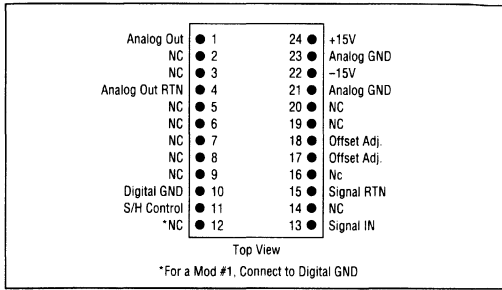 Analog Out 1 24 +15V
NC 2 23 Analog GND
NC 3 22 –15V
Analog Out RTN 4 21 Analog GND
NC 5 20 NC
NC 6 19 NC
NC 7 18 Offset Adj.
NC 8 17 Offset Adj.
NC 9 16 Nc
Digital GND 10 15 Signal RTN
S/H Control 11 14 NC
*NC 12 13 Signal IN
Top View
*For a Mod #1, Connect to Digital GND